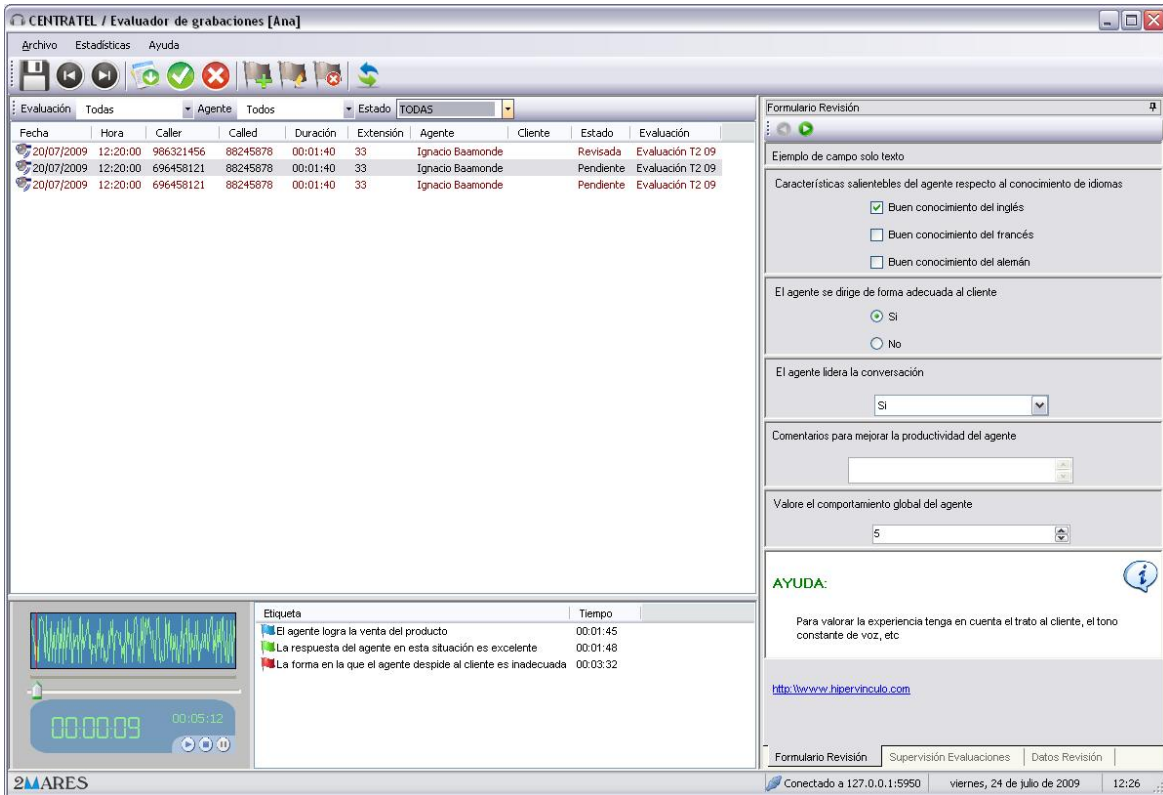 CENTRATEL / Evaluador de grabaciones [Ana]
Archivo Estadísticas Ayuda
Evaluación Todas Agente Todos Estado TODAS
Fecha Hora Caller Called Duración Extensión Agente Cliente Estado Evaluación
20/07/2009 12:20:00 986321456 88245878 00:01:40 33 Ignacio Baamonde Revisada Evaluación T2 09
20/07/2009 12:20:00 696458121 88245878 00:01:40 33 Ignacio Baamonde Pendiente Evaluación T2 09
20/07/2009 12:20:00 696458121 88245878 00:01:40 33 Ignacio Baamonde Pendiente Evaluación T2 09
Formulario Revisión
Ejemplo de campo solo texto
Características salientebles del agente respecto al conocimiento de idiomas
Buen conocimiento del inglés
Buen conocimiento del francés
Buen conocimiento del alemán
El agente se dirige de forma adecuada al cliente
Si
No
El agente lidera la conversación
Si
Comentarios para mejorar la productividad del agente
Valore el comportamiento global del agente
5
AYUDA:
Para valorar la experiencia tenga en cuenta el trato al cliente, el tono
constante de voz, etc
http:\\www.hipervinculo.com
Formulario Revisión Supervisión Evaluaciones Datos Revisión
Etiqueta Tiempo
El agente logra la venta del producto 00:01:45
La respuesta del agente en esta situación es excelente 00:01:48
La forma en la que el agente despide al cliente es inadecuada 00:03:32
00:00:09 00:05:12
2MARES
Conectado a 127.0.0.1:5950 viernes, 24 de julio de 2009 12:26